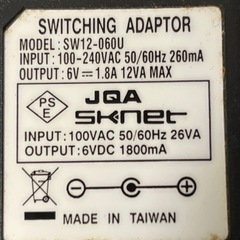 SWITCHING ADAPTOR
MODEL: SW12-060U
INPUT: 100-240VAC 50/60Hz 260mA
OUTPUT: 6V⎓1.8A 12VA MAX
PS
E
JQA
SKnet
INPUT: 100VAC 50/60Hz 26VA
OUTPUT: 6VDC 1800mA
MADE IN TAIWAN